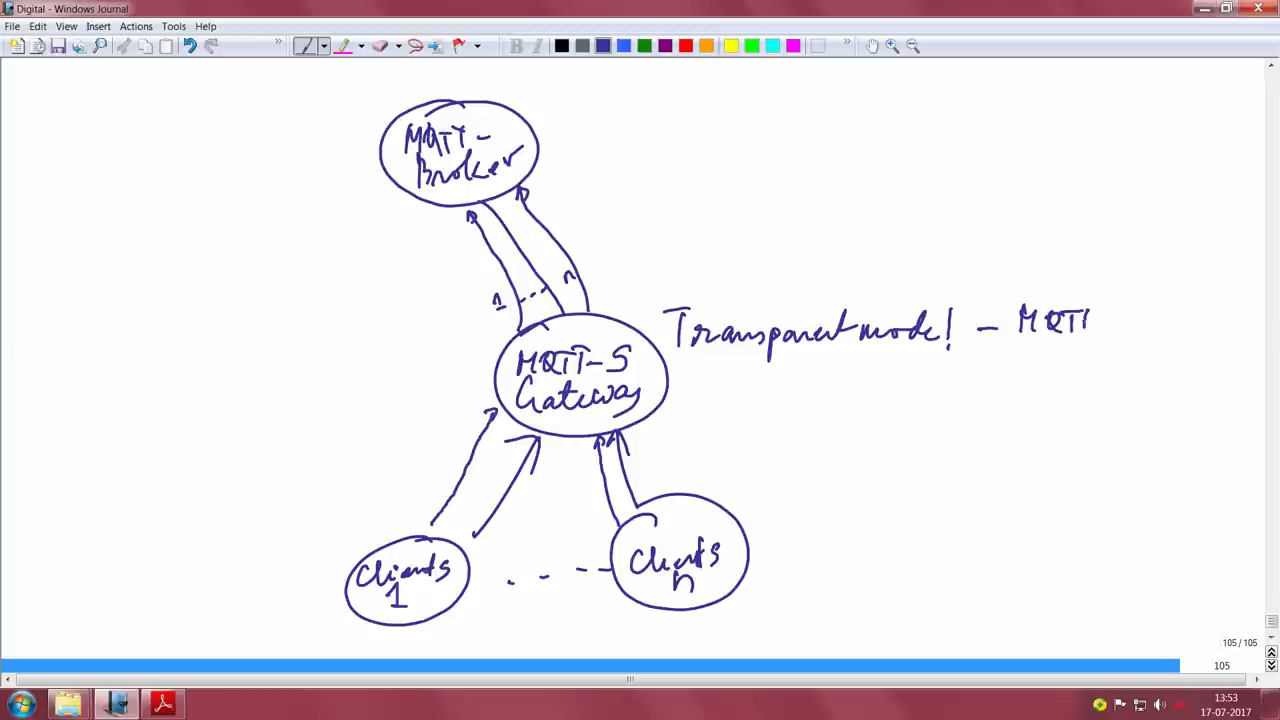 Digital - Windows Journal
File Edit View Insert Actions Tools Help
MQTT -
Broker
1 n
Transparent mode! - MQTT
MQTT-S
Gateway
Clients
1
Clients
n
105 / 105
105
13:53
17-07-2017